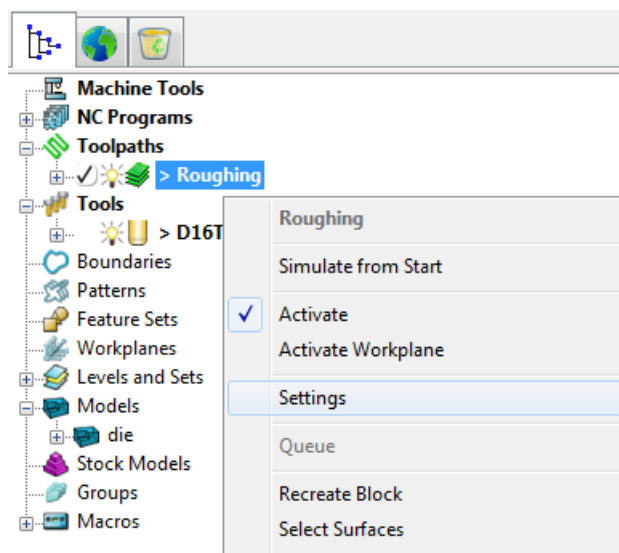 Machine Tools
NC Programs
Toolpaths
> Roughing
Tools
> D16T
Boundaries
Patterns
Feature Sets
Workplanes
Levels and Sets
Models
die
Stock Models
Groups
Macros
Roughing
Simulate from Start
Activate
Activate Workplane
Settings
Queue
Recreate Block
Select Surfaces